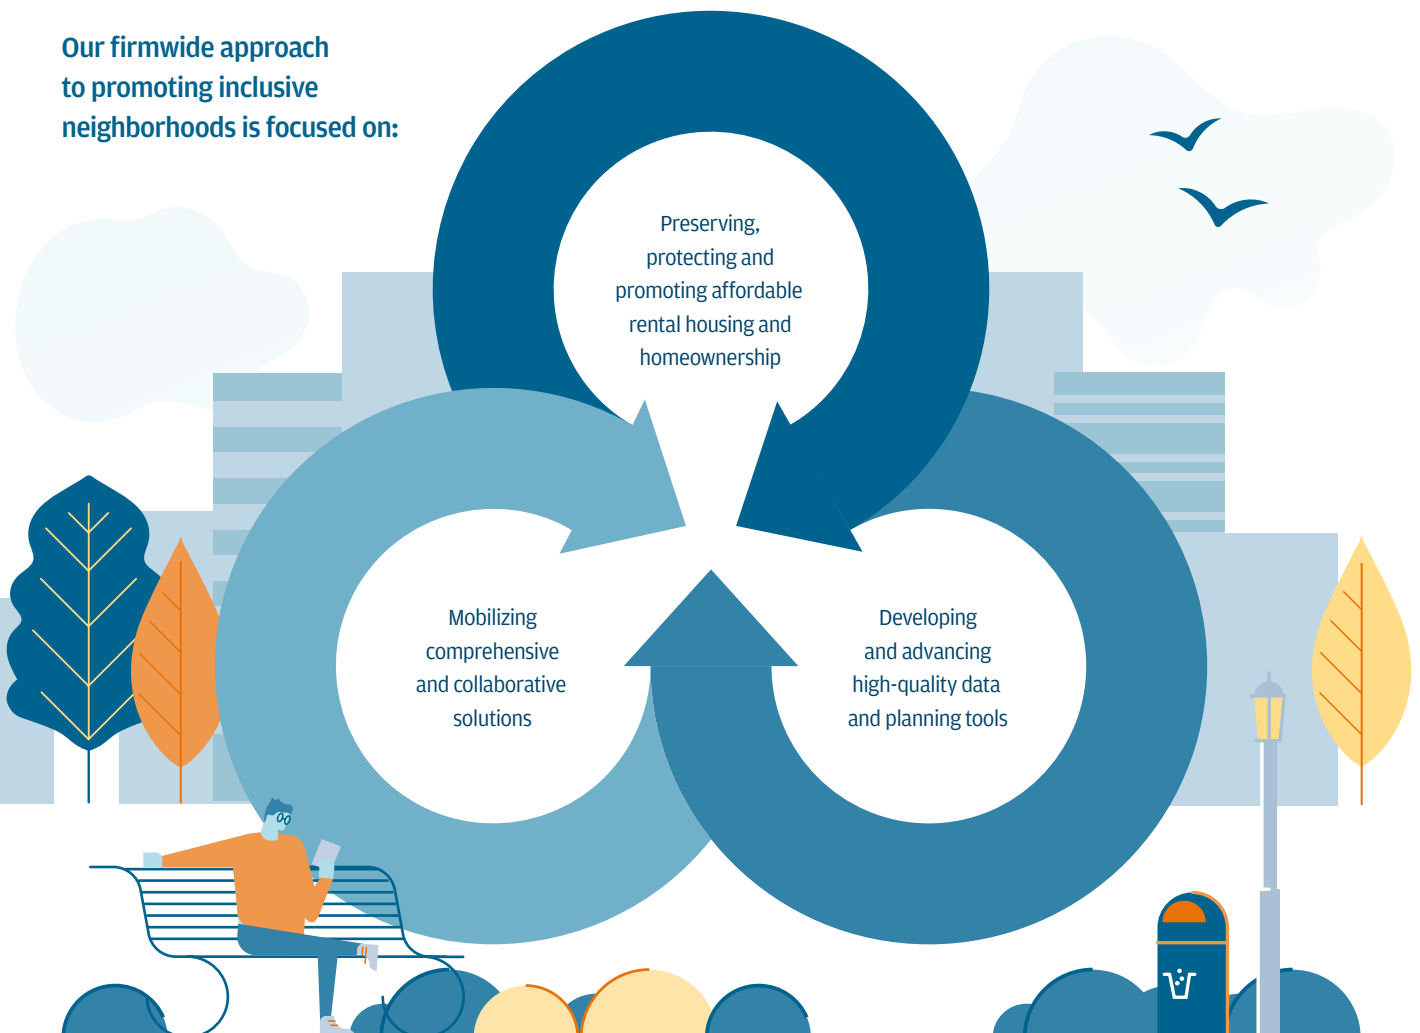 Our firmwide approach
to promoting inclusive
neighborhoods is focused on:
Preserving,
protecting and
promoting affordable
rental housing and
homeownership
Mobilizing
comprehensive
and collaborative
solutions
Developing
and advancing
high-quality data
and planning tools